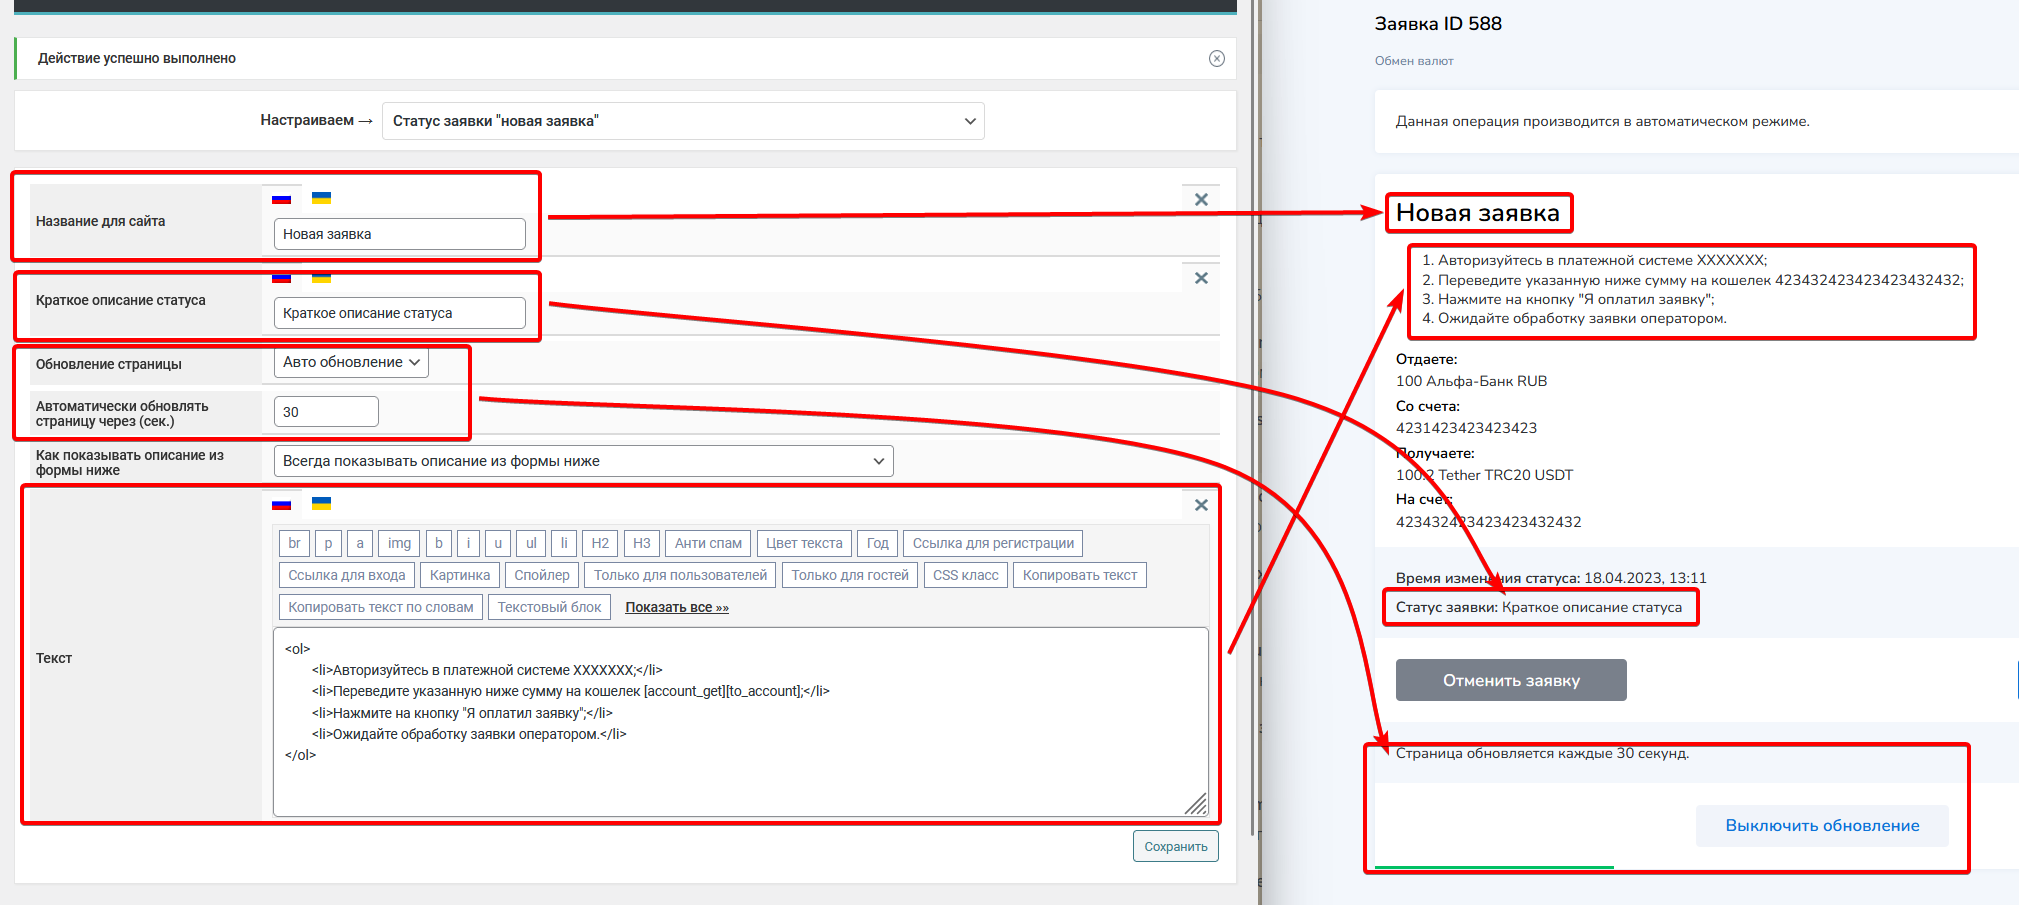 Действие успешно выполнено
Настраиваем →
Статус заявки "новая заявка"
Название для сайта
Новая заявка
Краткое описание статуса
Краткое описание статуса
Обновление страницы
Авто обновление
Автоматически обновлять
страницу через (сек.)
30
Как показывать описание из
формы ниже
Всегда показывать описание из формы ниже
Текст
br
p
a
img
b
i
u
ul
li
H2
H3
Анти спам
Цвет текста
Год
Ссылка для регистрации
Ссылка для входа
Картинка
Спойлер
Только для пользователей
Только для гостей
CSS класс
Копировать текст
Копировать текст по словам
Текстовый блок
Показать все »»
<ol>
<li>Авторизуйтесь в платежной системе XXXXXXX;</li>
<li>Переведите указанную ниже сумму на кошелек [account_get][to_account];</li>
<li>Нажмите на кнопку "Я оплатил заявку";</li>
<li>Ожидайте обработку заявки оператором.</li>
</ol>
Сохранить
Заявка ID 588
Обмен валют
Данная операция производится в автоматическом режиме.
Новая заявка
1. Авторизуйтесь в платежной системе XXXXXXX;
2. Переведите указанную ниже сумму на кошелек 423432423423423432432;
3. Нажмите на кнопку "Я оплатил заявку";
4. Ожидайте обработку заявки оператором.
Отдаете:
100 Альфа-Банк RUB
Со счета:
4231423423423423
Получаете:
100.2 Tether TRC20 USDT
На счет:
423432423423423432432
Время изменения статуса: 18.04.2023, 13:11
Статус заявки: Краткое описание статуса
Отменить заявку
Страница обновляется каждые 30 секунд.
Выключить обновление